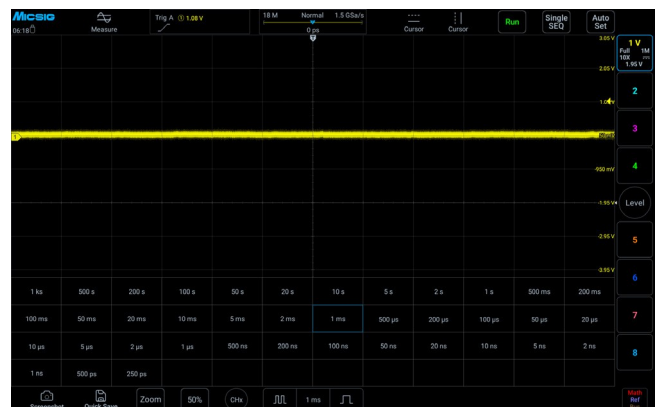 Micsig
06:18
Measure
Trig A 1 1.08 V
18 M Normal 1.5 GSa/s
0 ps
Cursor
Cursor
Run
Single
SEQ
Auto
Set
3.05 V
2.05 V
-950 mV
-1.95 V
-2.95 V
-3.95 V
1 V
Full 1M
10X
1.95 V
2
3
4
Level
5
6
7
8
1 ks 500 s 200 s 100 s 50 s 20 s 10 s 5 s 2 s 1 s 500 ms 200 ms
100 ms 50 ms 20 ms 10 ms 5 ms 2 ms 1 ms 500 μs 200 μs 100 μs 50 μs 20 μs
10 μs 5 μs 2 μs 1 μs 500 ns 200 ns 100 ns 50 ns 20 ns 10 ns 5 ns 2 ns
1 ns 500 ps 250 ps
Screenshot
Quick Save
Zoom
50%
CHx
1 ms
Math
Ref